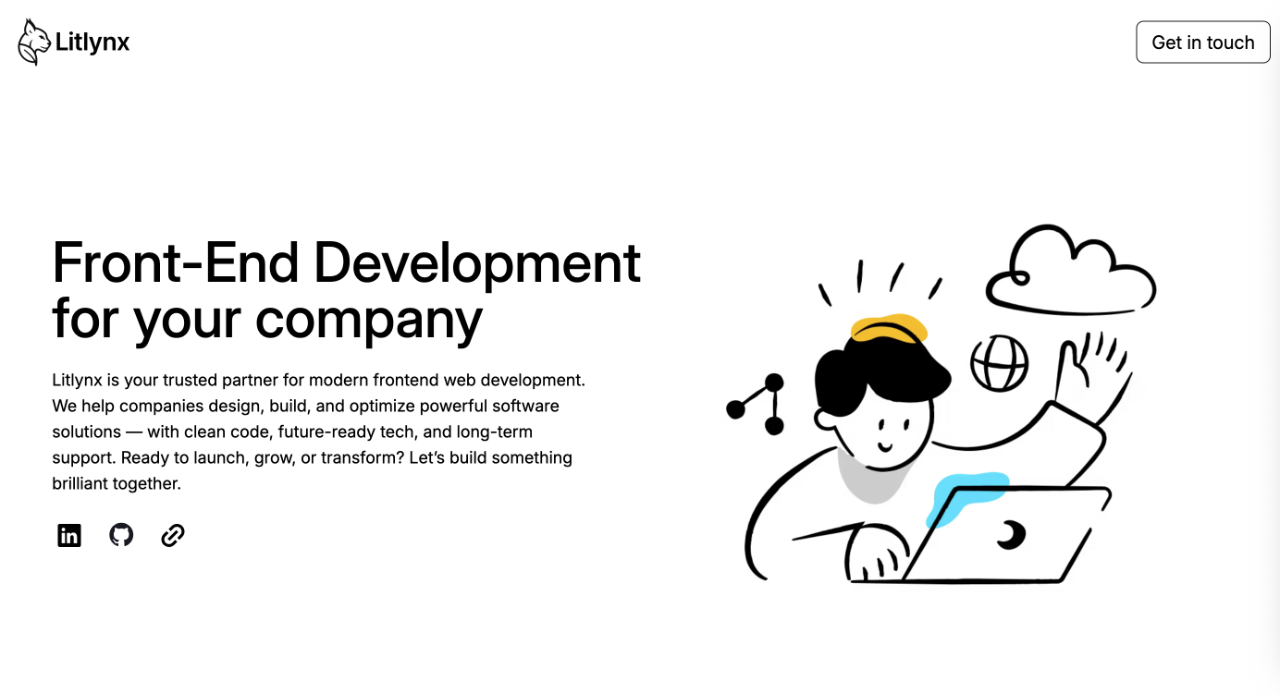 Litlynx
Get in touch
Front-End Development
for your company
Litlynx is your trusted partner for modern frontend web development.
We help companies design, build, and optimize powerful software
solutions — with clean code, future-ready tech, and long-term
support. Ready to launch, grow, or transform? Let’s build something
brilliant together.
in